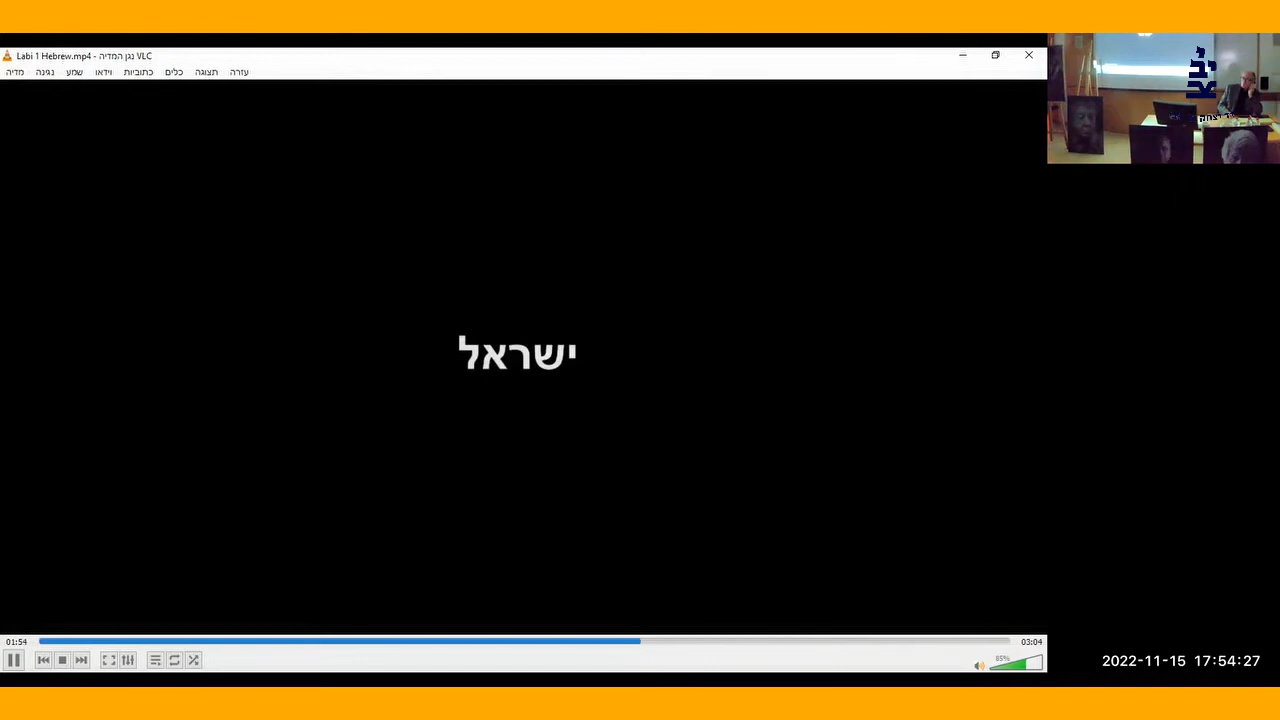 Labi 1 Hebrew.mp4 - נגן המדיה VLC
מדיה נגינה שמע וידאו כתוביות כלים תצוגה עזרה
ישראל
01:54
03:04
85%
2022-11-15 17:54:27